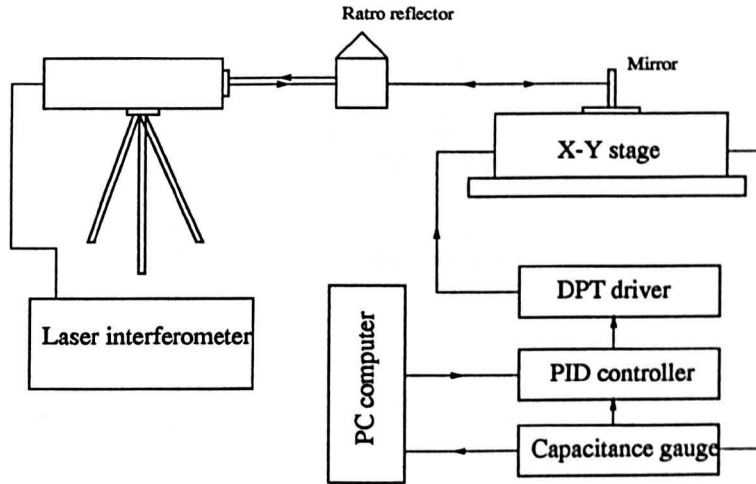 Ratro reflector
Mirror
X-Y stage
DPT driver
Laser interferometer
PC computer
PID controller
Capacitance gauge